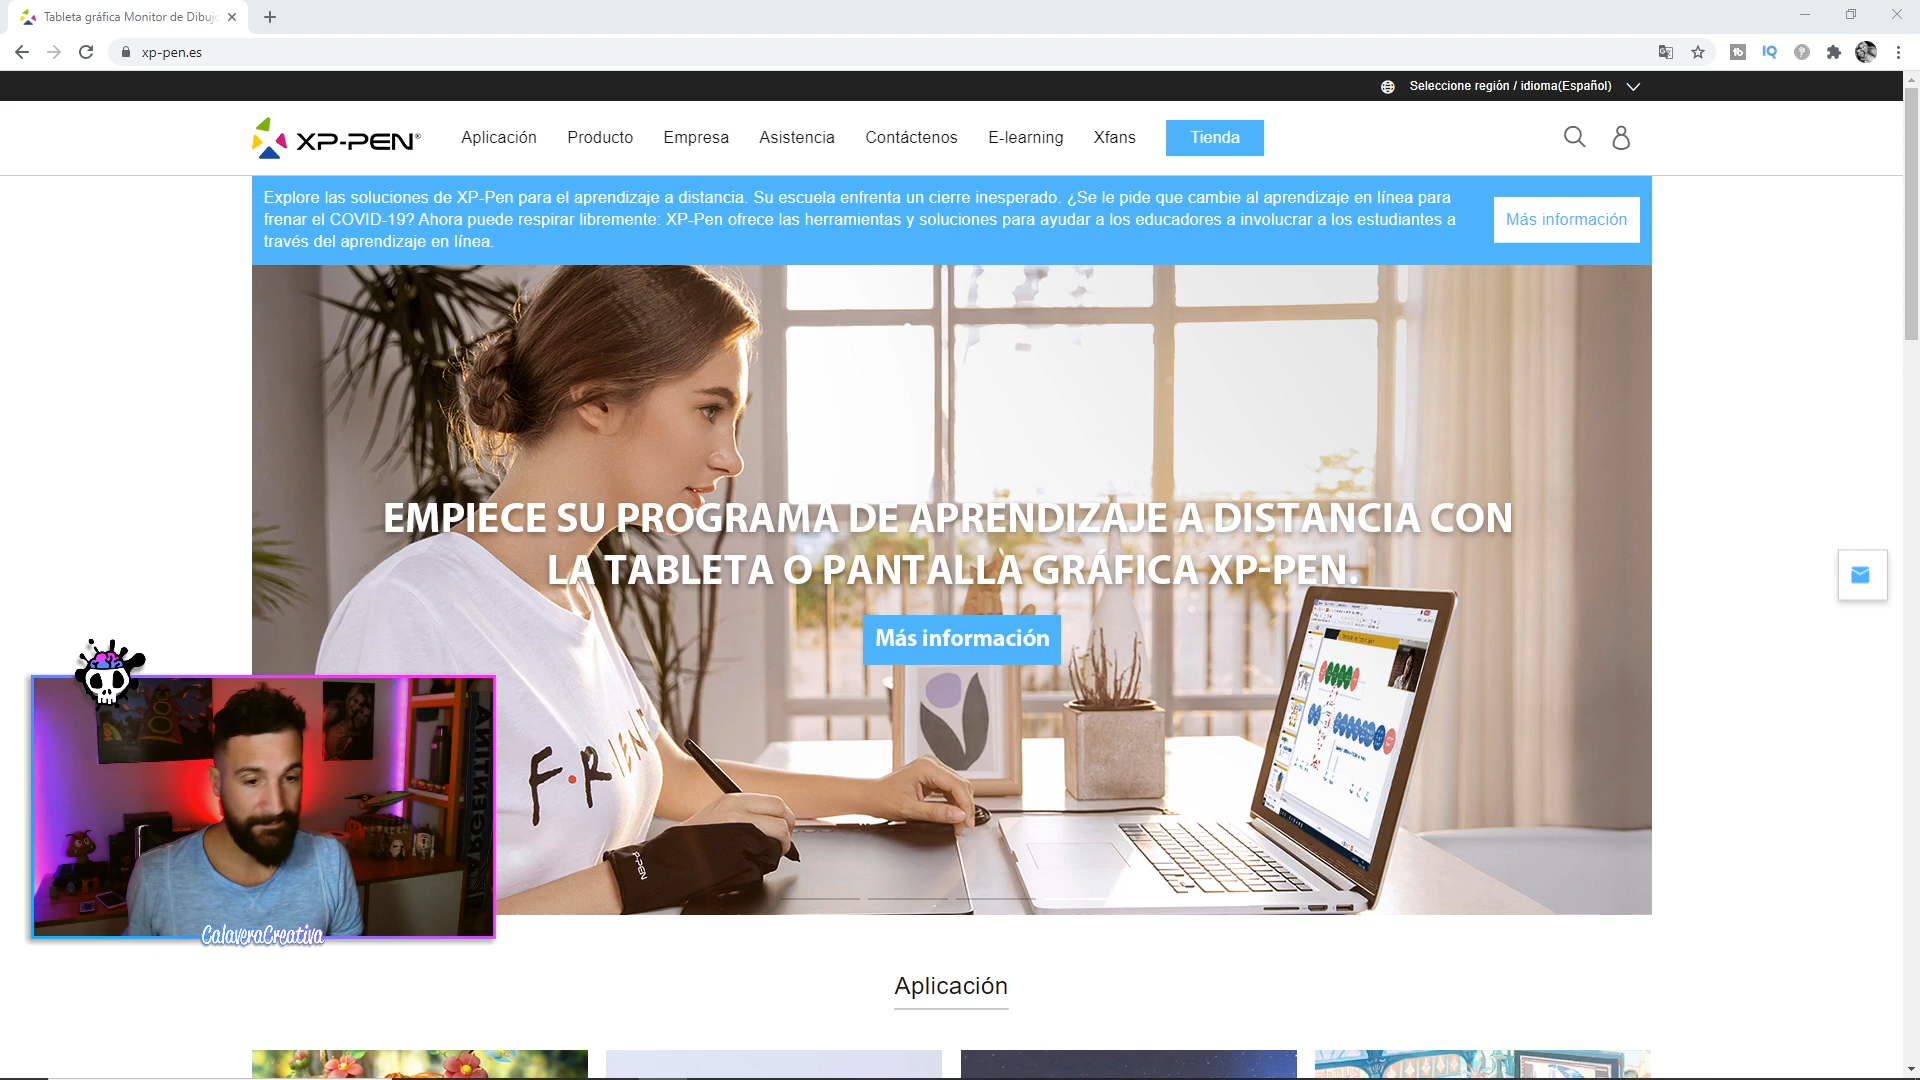 Tableta gráfica Monitor de Dibujo
xp-pen.es
Seleccione región / idioma(Español)
XP-PEN®
Aplicación
Producto
Empresa
Asistencia
Contáctenos
E-learning
Xfans
Tienda
Explore las soluciones de XP-Pen para el aprendizaje a distancia. Su escuela enfrenta un cierre inesperado. ¿Se le pide que cambie al aprendizaje en línea para
frenar el COVID-19? Ahora puede respirar libremente: XP-Pen ofrece las herramientas y soluciones para ayudar a los educadores a involucrar a los estudiantes a
través del aprendizaje en línea.
Más información
EMPIECE SU PROGRAMA DE APRENDIZAJE A DISTANCIA CON
LA TABLETA O PANTALLA GRÁFICA XP-PEN.
Más información
F•RIEN
P-PEN
ARGENTINA
CalaveraCreativa
Aplicación